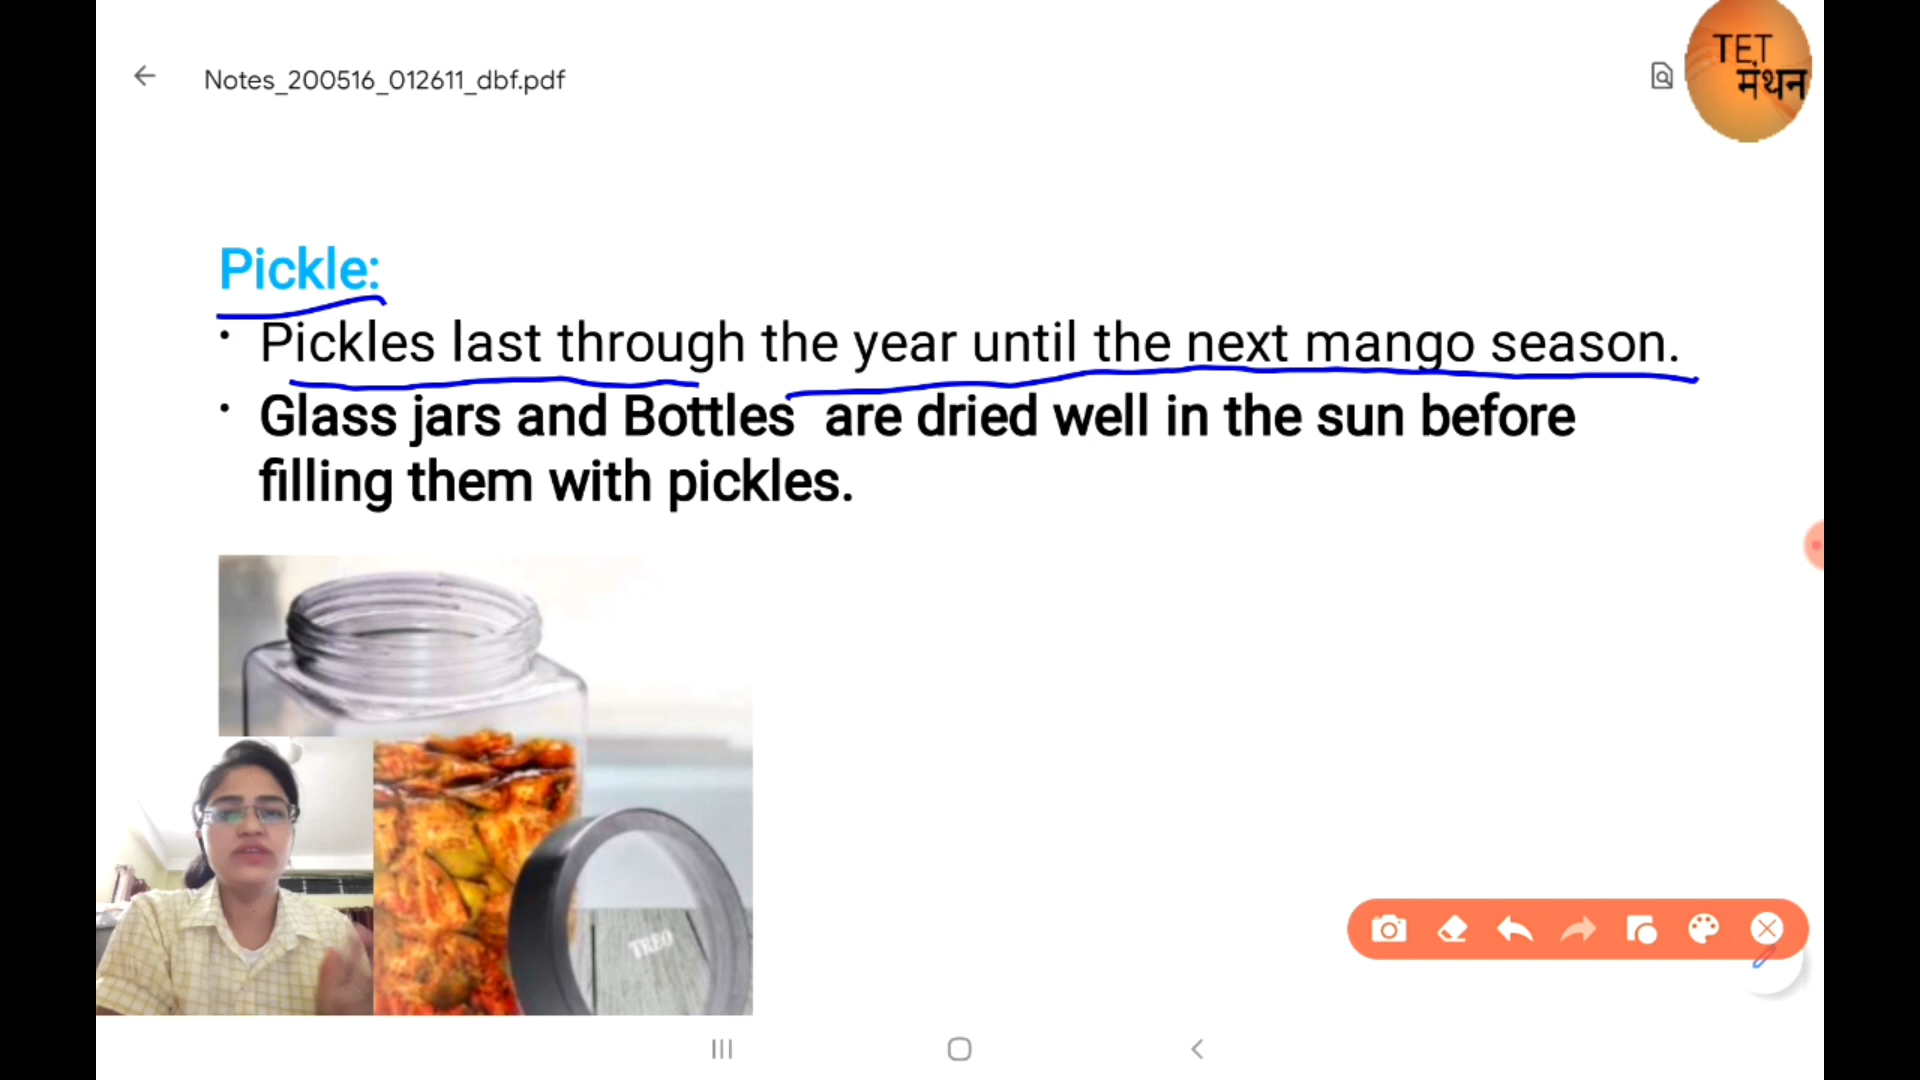 Notes_200516_012611_dbf.pdf
TET
मंथन
Pickle:
• Pickles last through the year until the next mango season.
• Glass jars and Bottles are dried well in the sun before
filling them with pickles.
TREO